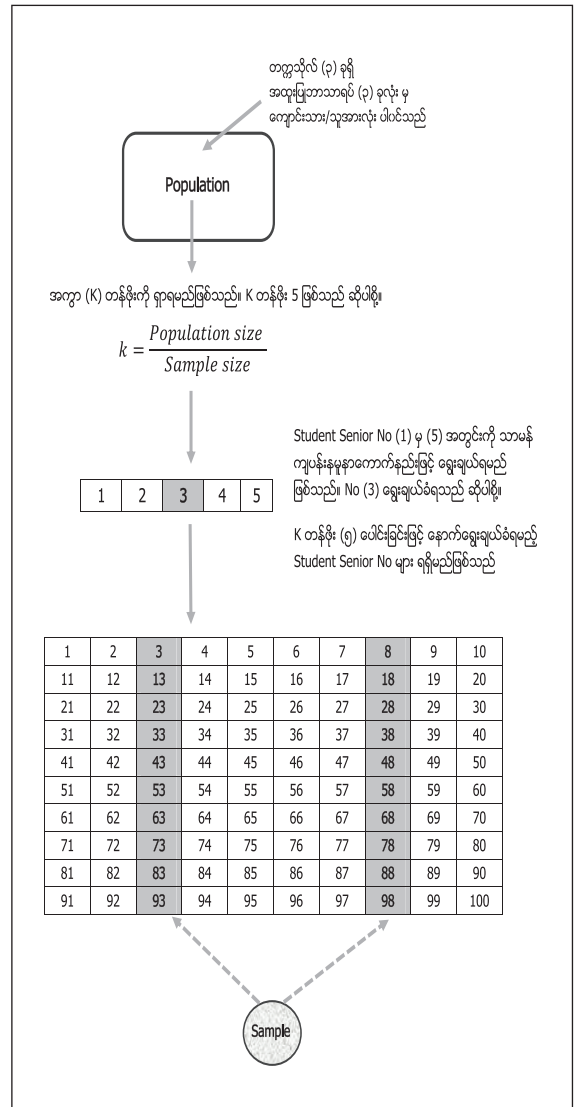 တက္ကသိုလ် (၃) ခုရှိ
အထူးပြုဘာသာရပ် (၃) ခုလုံး မှ
ကျောင်းသား/သူအားလုံး ပါဝင်သည်
Population
အကွာ (K) တန်ဖိုးကို ရှာရမည်ဖြစ်သည်။ K တန်ဖိုး 5 ဖြစ်သည် ဆိုပါစို့။
k = Population size / Sample size
Student Senior No (1) မှ (5) အတွင်းကို သာမန်
ကျပန်းနမူနာကောက်နည်းဖြင့် ရွေးချယ်ရမည်
ဖြစ်သည်။ No (3) ရွေးချယ်ခံရသည် ဆိုပါစို့။
1 2 3 4 5
K တန်ဖိုး (၅) ပေါင်းခြင်းဖြင့် နောက်ရွေးချယ်ခံရမည့်
Student Senior No များ ရရှိမည်ဖြစ်သည်
1 2 3 4 5 6 7 8 9 10
11 12 13 14 15 16 17 18 19 20
21 22 23 24 25 26 27 28 29 30
31 32 33 34 35 36 37 38 39 40
41 42 43 44 45 46 47 48 49 50
51 52 53 54 55 56 57 58 59 60
61 62 63 64 65 66 67 68 69 70
71 72 73 74 75 76 77 78 79 80
81 82 83 84 85 86 87 88 89 90
91 92 93 94 95 96 97 98 99 100
Sample